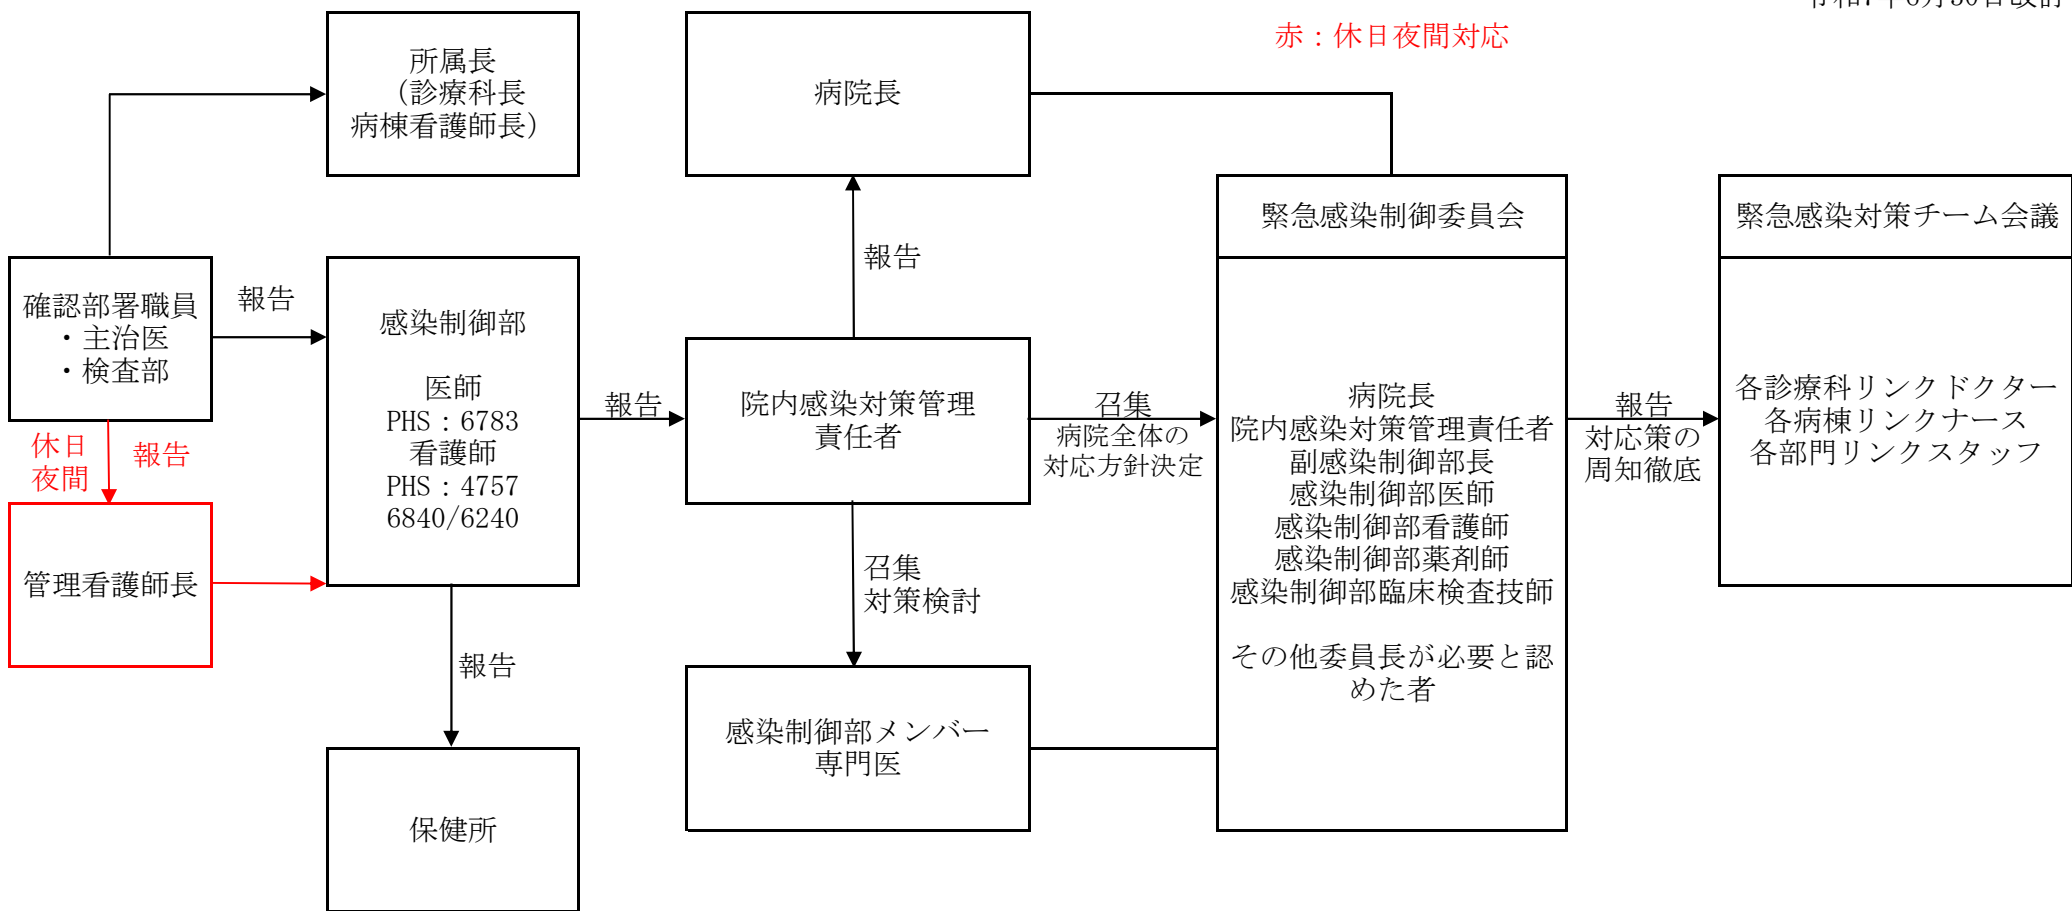 赤：休日夜間対応
所属長
（診療科長
病棟看護師長）
病院長
緊急感染制御委員会
緊急感染対策チーム会議
報告
確認部署職員
・主治医
・検査部
報告
感染制御部
医師
PHS：6783
看護師
PHS：4757
6840/6240
報告
院内感染対策管理
責任者
召集
病院全体の
対応方針決定
病院長
院内感染対策管理責任者
副感染制御部長
感染制御部医師
感染制御部看護師
感染制御部薬剤師
感染制御部臨床検査技師
その他委員長が必要と認
めた者
報告
対応策の
周知徹底
各診療科リンクドクター
各病棟リンクナース
各部門リンクスタッフ
休日
夜間
報告
管理看護師長
召集
対策検討
報告
感染制御部メンバー
専門医
保健所